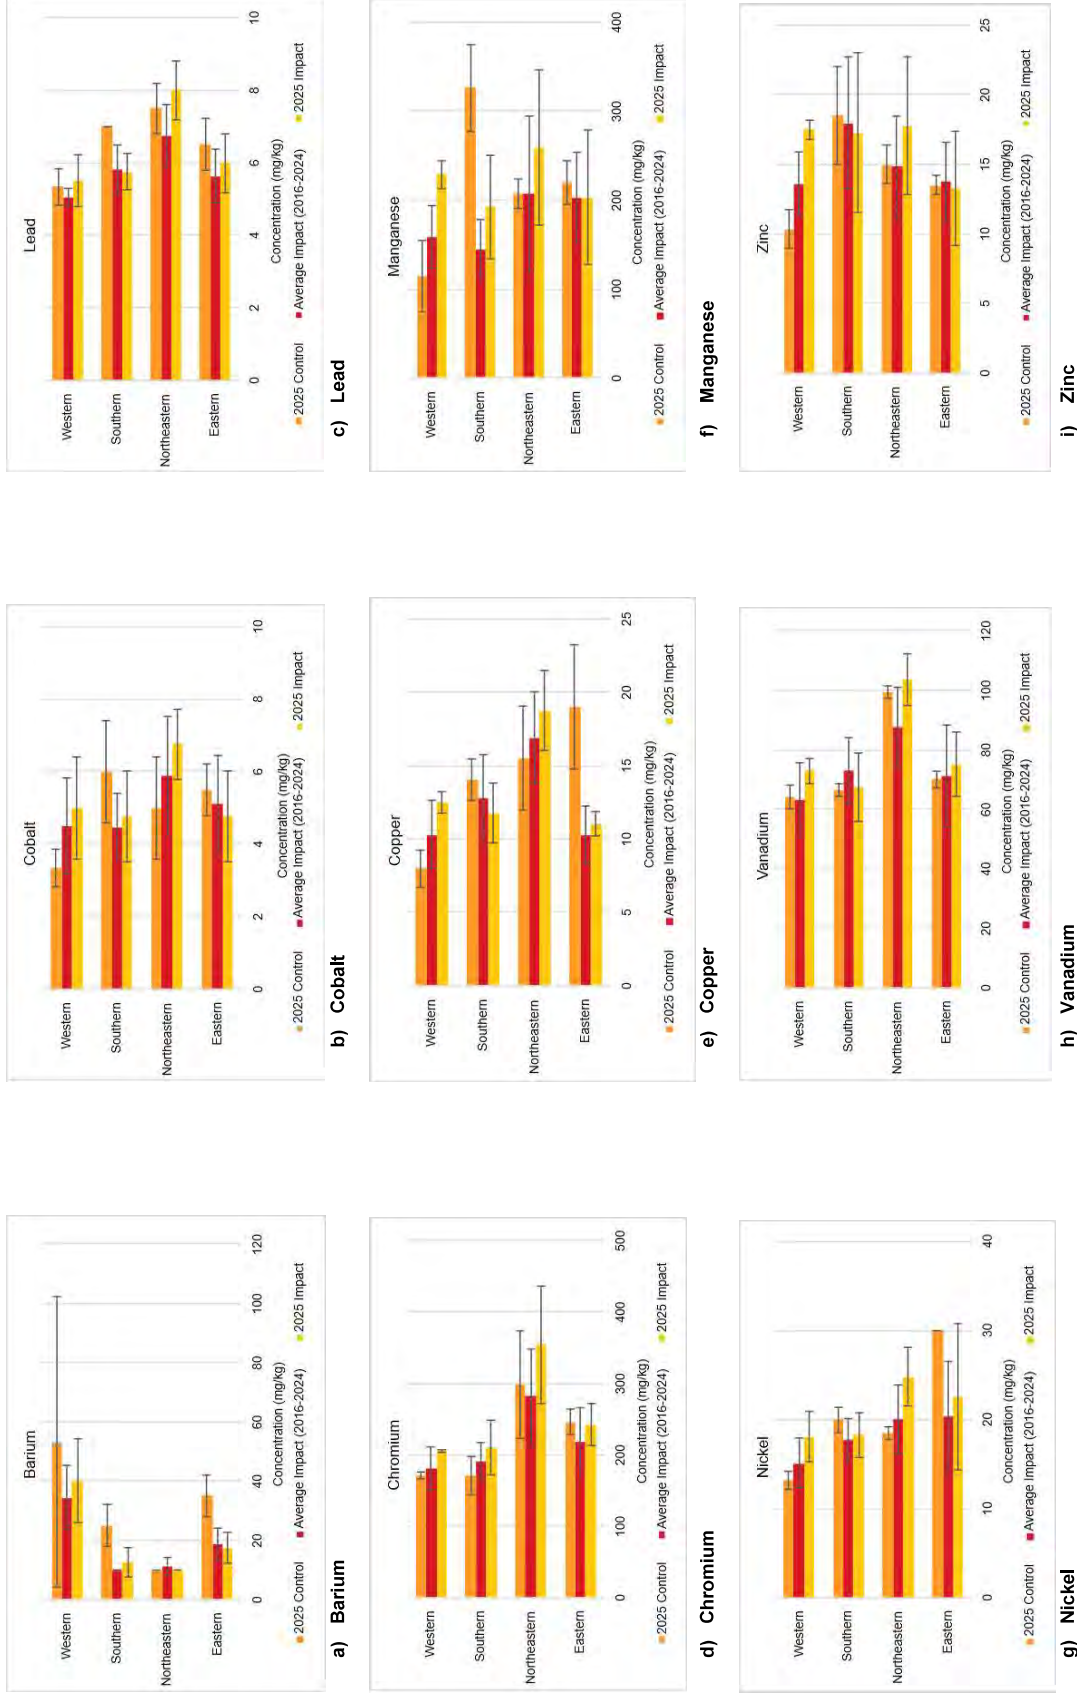 Barium
Western
Southern
Northeastern
Eastern
0 20 40 60 80 100 120
Concentration (mg/kg)
2025 Control Average Impact (2016-2024) 2025 Impact
a) Barium
Cobalt
Western
Southern
Northeastern
Eastern
0 2 4 6 8 10
Concentration (mg/kg)
2025 Control Average Impact (2016-2024) 2025 Impact
b) Cobalt
Lead
Western
Southern
Northeastern
Eastern
0 2 4 6 8 10
Concentration (mg/kg)
2025 Control Average Impact (2016-2024) 2025 Impact
c) Lead
Chromium
Western
Southern
Northeastern
Eastern
0 100 200 300 400 500
Concentration (mg/kg)
2025 Control Average Impact (2016-2024) 2025 Impact
d) Chromium
Copper
Western
Southern
Northeastern
Eastern
0 5 10 15 20 25
Concentration (mg/kg)
2025 Control Average Impact (2016-2024) 2025 Impact
e) Copper
Manganese
Western
Southern
Northeastern
Eastern
0 100 200 300 400
Concentration (mg/kg)
2025 Control Average Impact (2016-2024) 2025 Impact
f) Manganese
Nickel
Western
Southern
Northeastern
Eastern
0 10 20 30 40
Concentration (mg/kg)
2025 Control Average Impact (2016-2024) 2025 Impact
g) Nickel
Vanadium
Western
Southern
Northeastern
Eastern
0 20 40 60 80 100 120
Concentration (mg/kg)
2025 Control Average Impact (2016-2024) 2025 Impact
h) Vanadium
Zinc
Western
Southern
Northeastern
Eastern
0 5 10 15 20 25
Concentration (mg/kg)
2025 Control Average Impact (2016-2024) 2025 Impact
i) Zinc